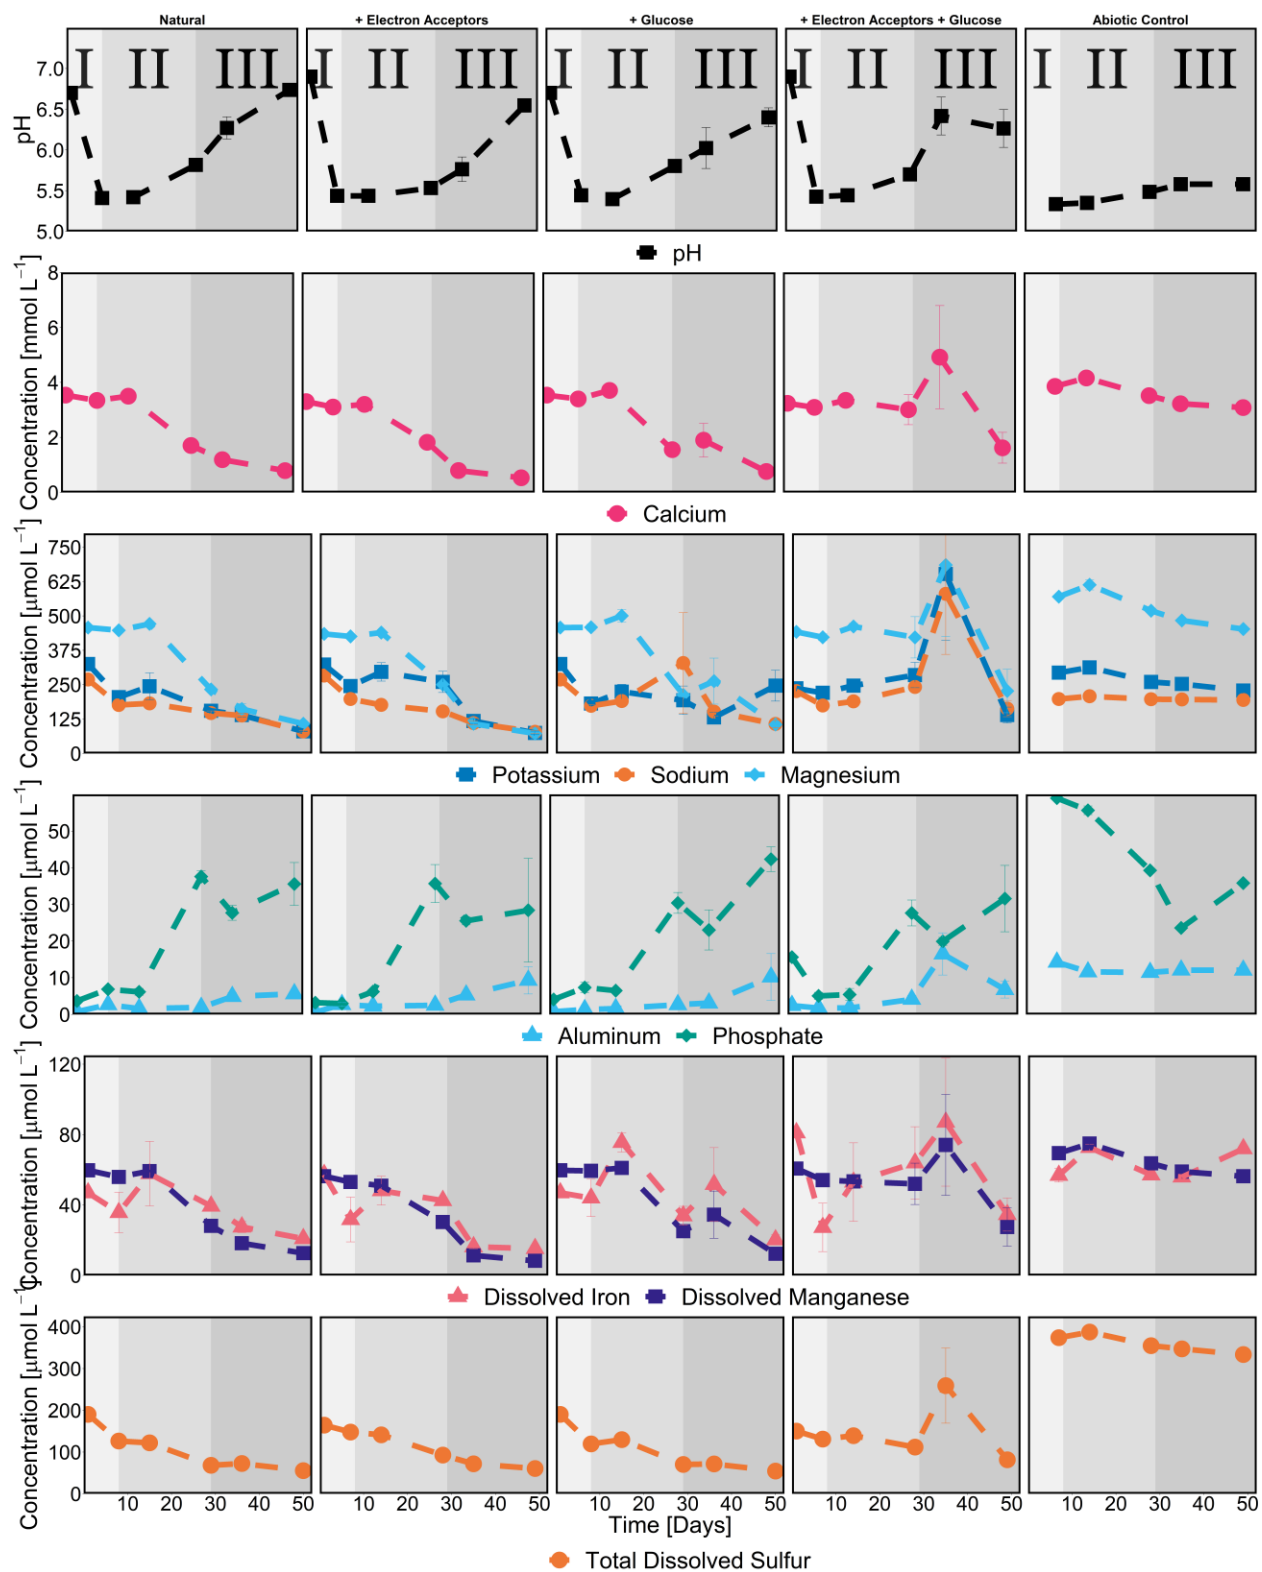 Natural + Electron Acceptors + Glucose + Electron Acceptors + Glucose Abiotic Control
I II III I II III I II III I II III I II III
pH
7.0
6.5
6.0
5.5
5.0
pH
Concentration [mmol L⁻¹]
8
6
4
2
0
Calcium
Concentration [μmol L⁻¹]
750
625
500
375
250
125
0
Potassium Sodium Magnesium
Concentration [μmol L⁻¹]
50
40
30
20
10
0
Aluminum Phosphate
Concentration [μmol L⁻¹]
120
80
40
0
Dissolved Iron Dissolved Manganese
Concentration [μmol L⁻¹]
400
300
200
100
0
10 20 30 40 50 10 20 30 40 50 10 20 30 40 50 10 20 30 40 50 10 20 30 40 50
Time [Days]
Total Dissolved Sulfur